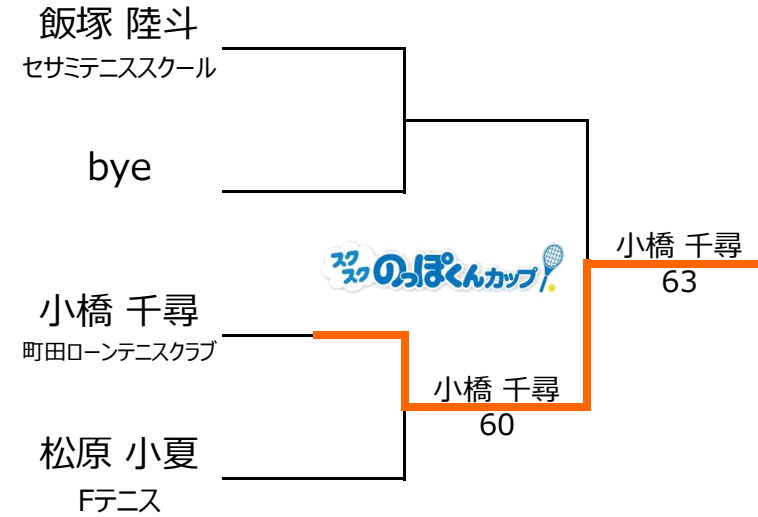 飯塚 陸斗
セサミテニススクール
bye
スクスク のっぽくんカップ
小橋 千尋
63
小橋 千尋
町田ローンテニスクラブ
小橋 千尋
60
松原 小夏
Fテニス